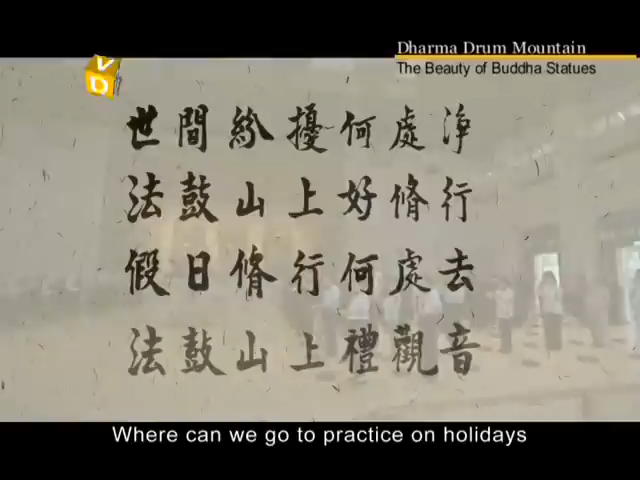 Dharma Drum Mountain
The Beauty of Buddha Statues
世間紛擾何處淨
法鼓山上好脩行
假日脩行何處去
法鼓山上禮觀音
Where can we go to practice on holidays